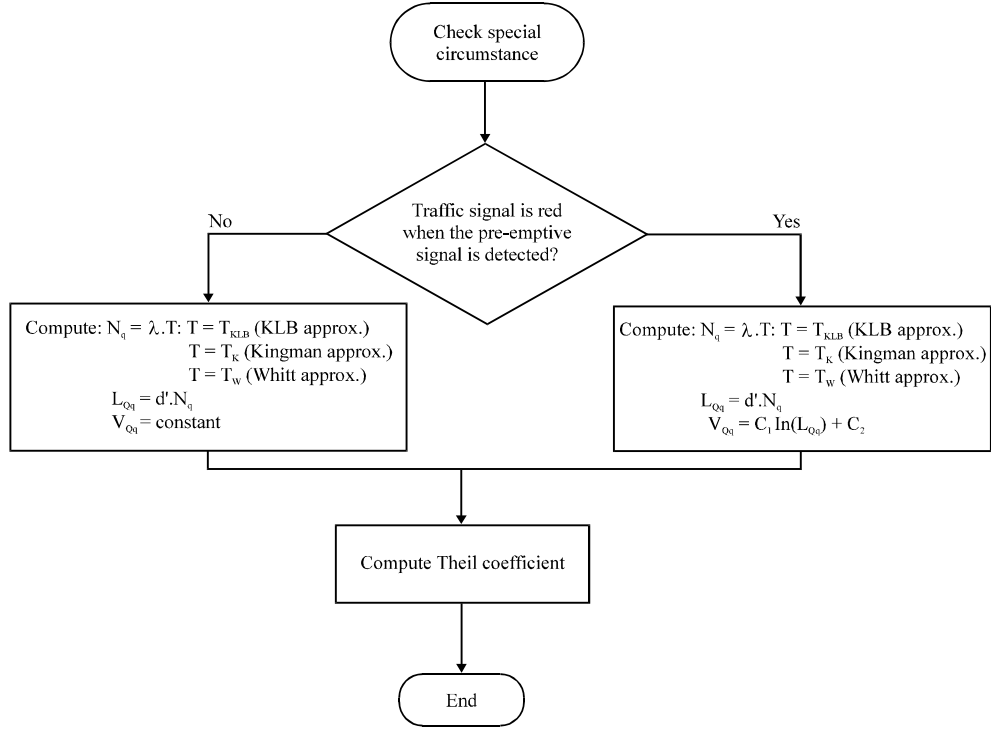 Check special
circumstance
Traffic signal is red
when the pre-emptive
signal is detected?
No
Yes
Compute: N_q = λ.T: T = T_KLB (KLB approx.)
T = T_K (Kingman approx.)
T = T_W (Whitt approx.)
L_Qq = d'.N_q
V_Qq = constant
Compute: N_q = λ.T: T = T_KLB (KLB approx.)
T = T_K (Kingman approx.)
T = T_W (Whitt approx.)
L_Qq = d'.N_q
V_Qq = C_1 In(L_Qq) + C_2
Compute Theil coefficient
End